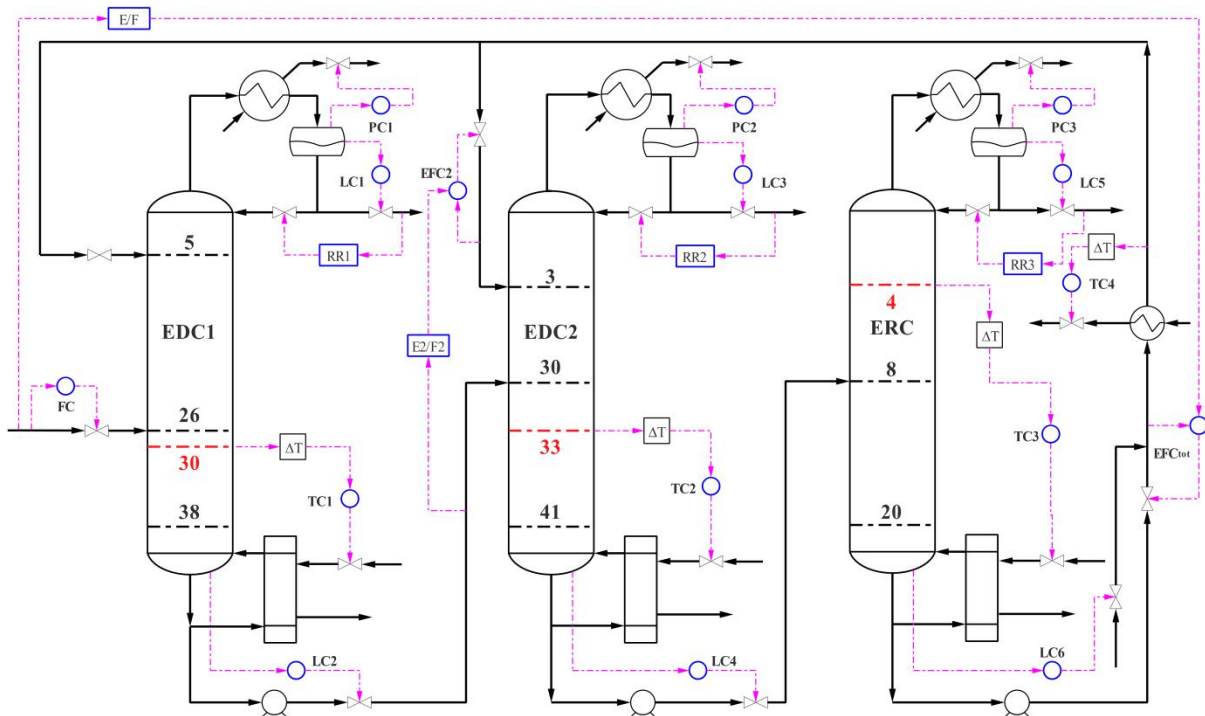 E/F
PC1
PC2
PC3
LC1
EFC2
LC3
LC5
RR1
RR2
RR3
ΔT
TC4
5
3
4
EDC1
EDC2
ERC
ΔT
E2/F2
30
8
FC
26
30
ΔT
33
ΔT
TC3
EFCtot
TC1
TC2
38
41
20
LC2
LC4
LC6